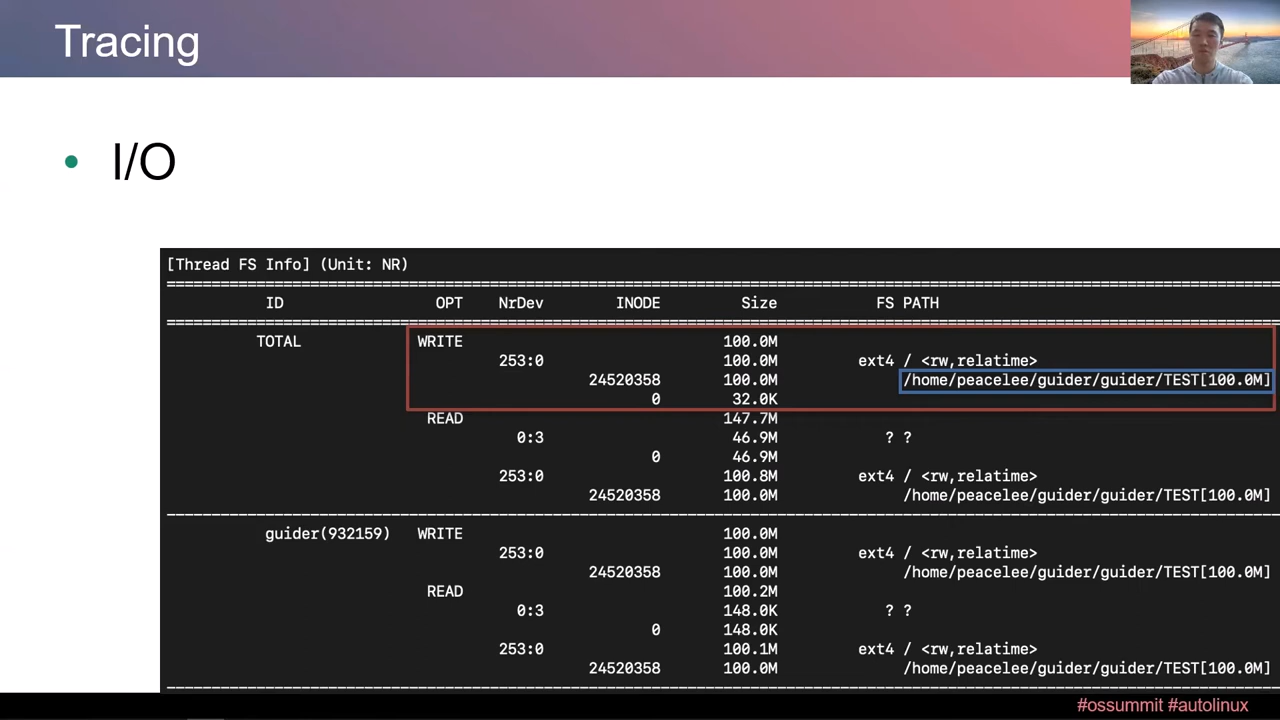 Tracing
• I/O
[Thread FS Info] (Unit: NR)
ID OPT NrDev INODE Size FS PATH
TOTAL WRITE 100.0M
253:0 100.0M ext4 / <rw,relatime>
24520358 100.0M /home/peacelee/guider/guider/TEST[100.0M]
0 32.0K
READ 147.7M
0:3 46.9M ? ?
0 46.9M
253:0 100.8M ext4 / <rw,relatime>
24520358 100.0M /home/peacelee/guider/guider/TEST[100.0M]
guider(932159) WRITE 100.0M
253:0 100.0M ext4 / <rw,relatime>
24520358 100.0M /home/peacelee/guider/guider/TEST[100.0M]
READ 100.2M
0:3 148.0K ? ?
0 148.0K
253:0 100.1M ext4 / <rw,relatime>
24520358 100.0M /home/peacelee/guider/guider/TEST[100.0M]
#ossummit #autolinux